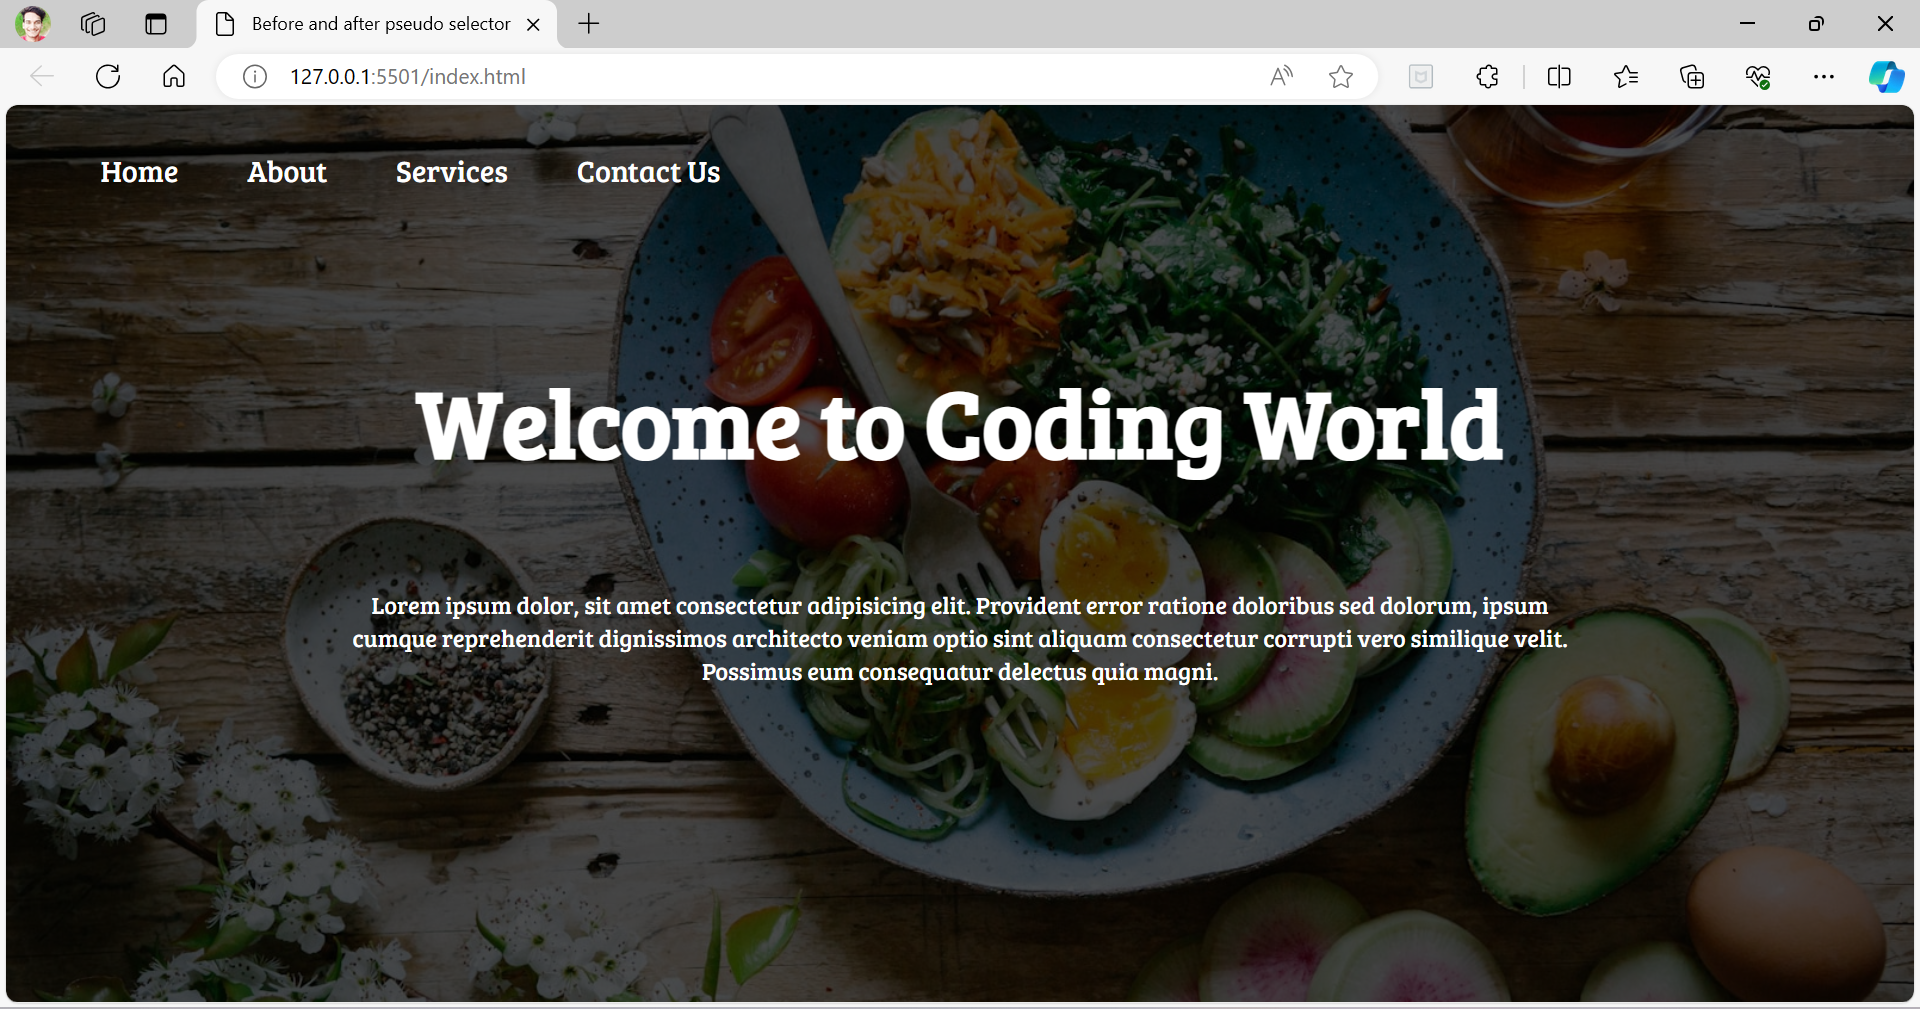 Before and after pseudo selector
127.0.0.1:5501/index.html
Home About Services Contact Us
Welcome to Coding World
Lorem ipsum dolor, sit amet consectetur adipisicing elit. Provident error ratione doloribus sed dolorum, ipsum
cumque reprehenderit dignissimos architecto veniam optio sint aliquam consectetur corrupti vero similique velit.
Possimus eum consequatur delectus quia magni.